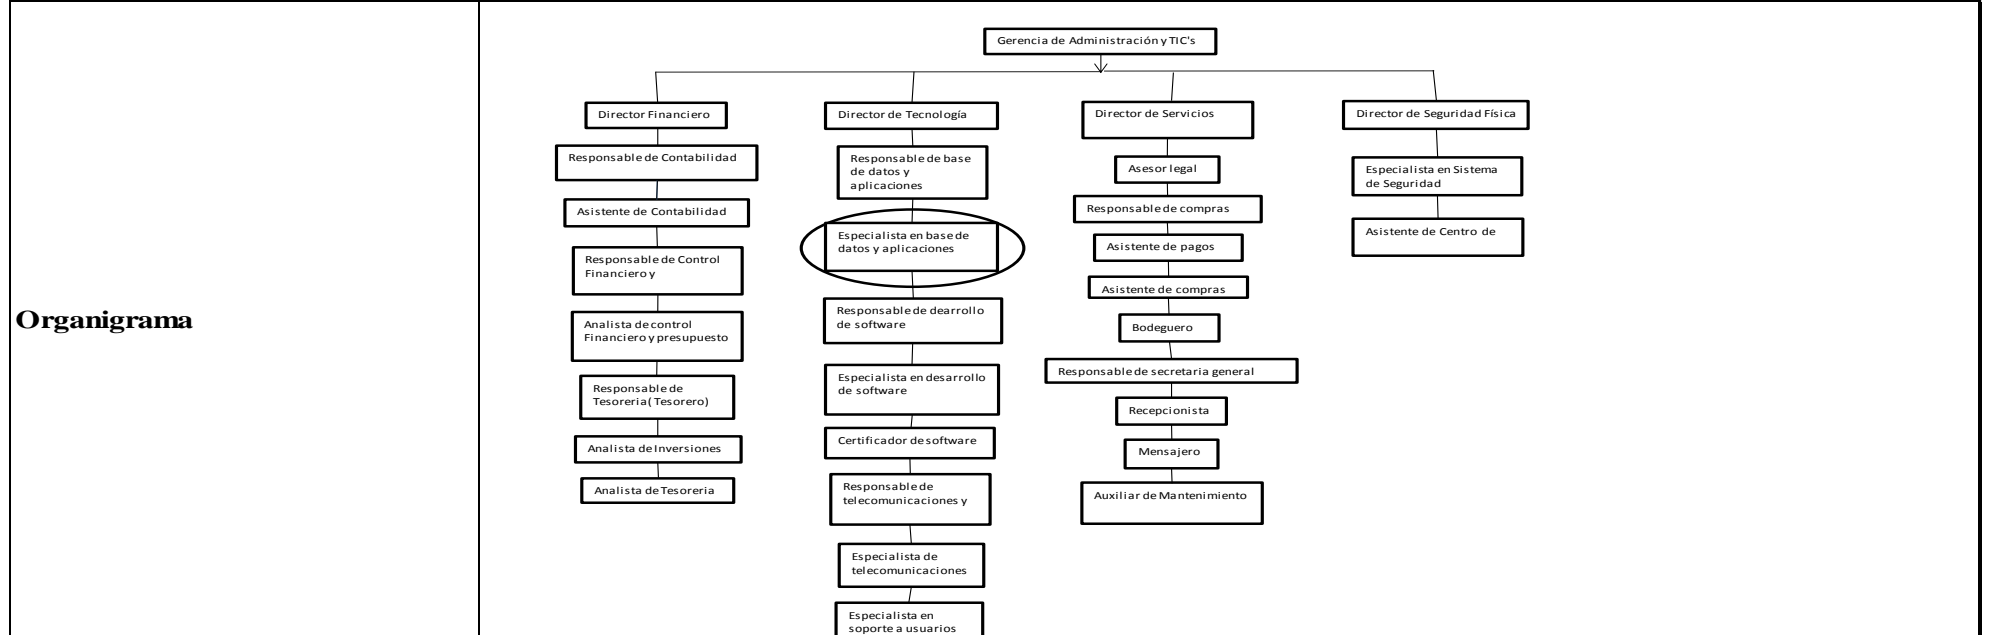 Organigrama
Gerencia de Administración y TIC's
Director Financiero
Responsable de Contabilidad
Asistente de Contabilidad
Responsable de Control
Financiero y
Analista de control
Financiero y presupuesto
Responsable de
Tesoreria( Tesorero)
Analista de Inversiones
Analista de Tesoreria
Director de Tecnología
Responsable de base
de datos y
aplicaciones
Especialista en base de
datos y aplicaciones
Responsable de dearrollo
de software
Especialista en desarrollo
de software
Certificador de software
Responsable de
telecomunicaciones y
Especialista de
telecomunicaciones
Especialista en
soporte a usuarios
Director de Servicios
Asesor legal
Responsable de compras
Asistente de pagos
Asistente de compras
Bodeguero
Responsable de secretaria general
Recepcionista
Mensajero
Auxiliar de Mantenimiento
Director de Seguridad Física
Especialista en Sistema
de Seguridad
Asistente de Centro de